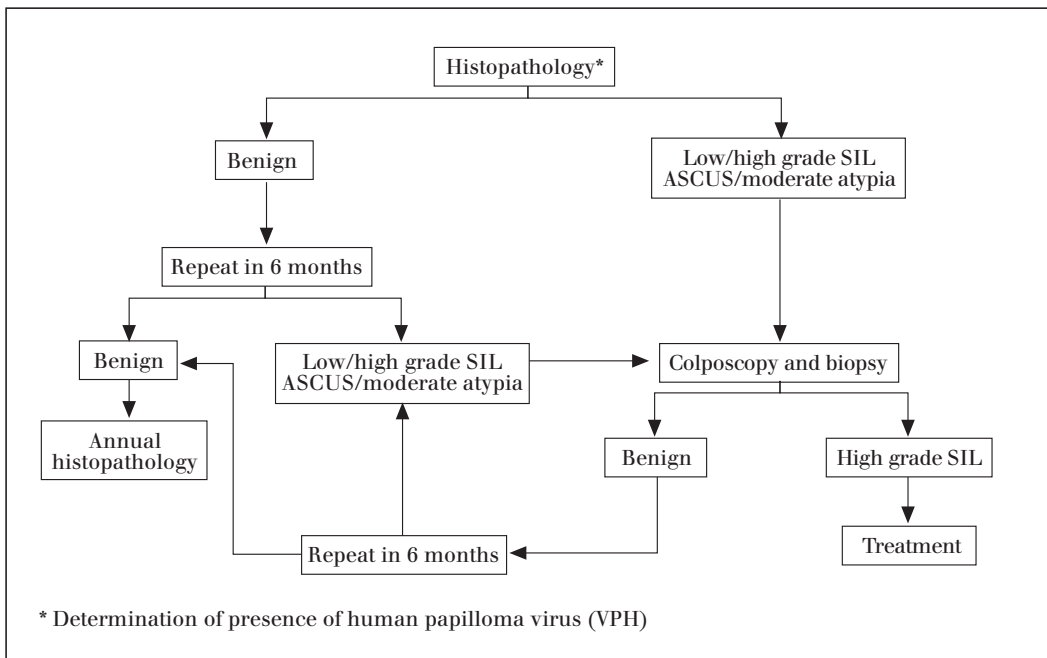 Histopathology*
Benign
Low/high grade SIL
ASCUS/moderate atypia
Repeat in 6 months
Benign
Low/high grade SIL
ASCUS/moderate atypia
Colposcopy and biopsy
Annual
histopathology
Benign
High grade SIL
Repeat in 6 months
Treatment
* Determination of presence of human papilloma virus (VPH)